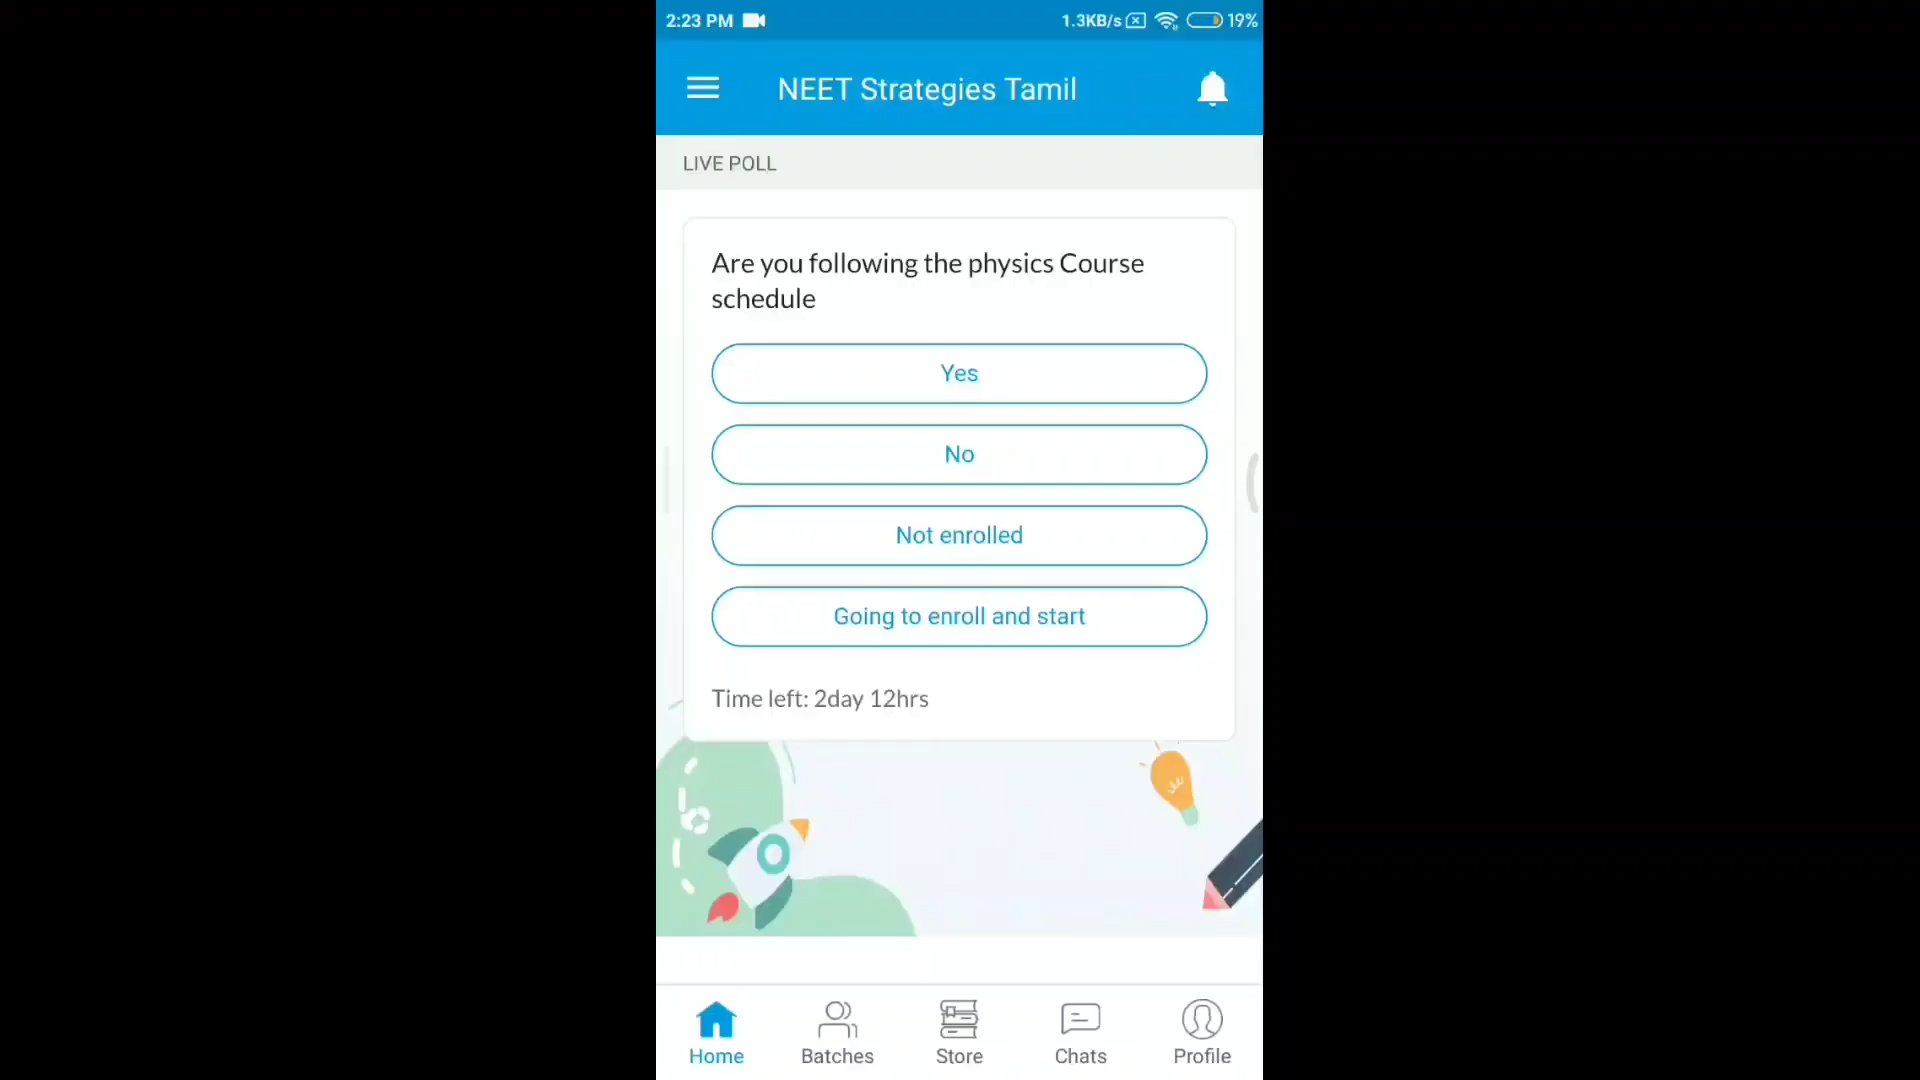 2:23 PM 1.3KB/s 19%
NEET Strategies Tamil
LIVE POLL
Are you following the physics Course
schedule
Yes
No
Not enrolled
Going to enroll and start
Time left: 2day 12hrs
Home Batches Store Chats Profile